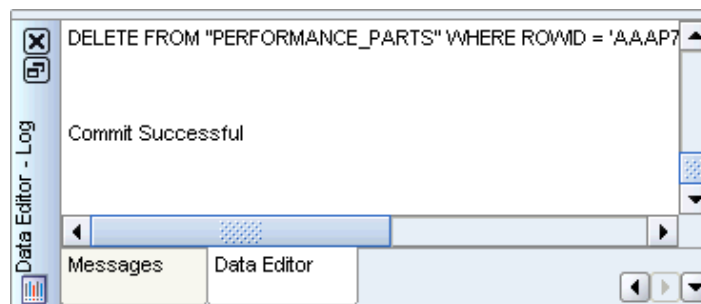 DELETE FROM "PERFORMANCE_PARTS" WHERE ROWID = 'AAAP7
Commit Successful
Data Editor - Log
Messages
Data Editor